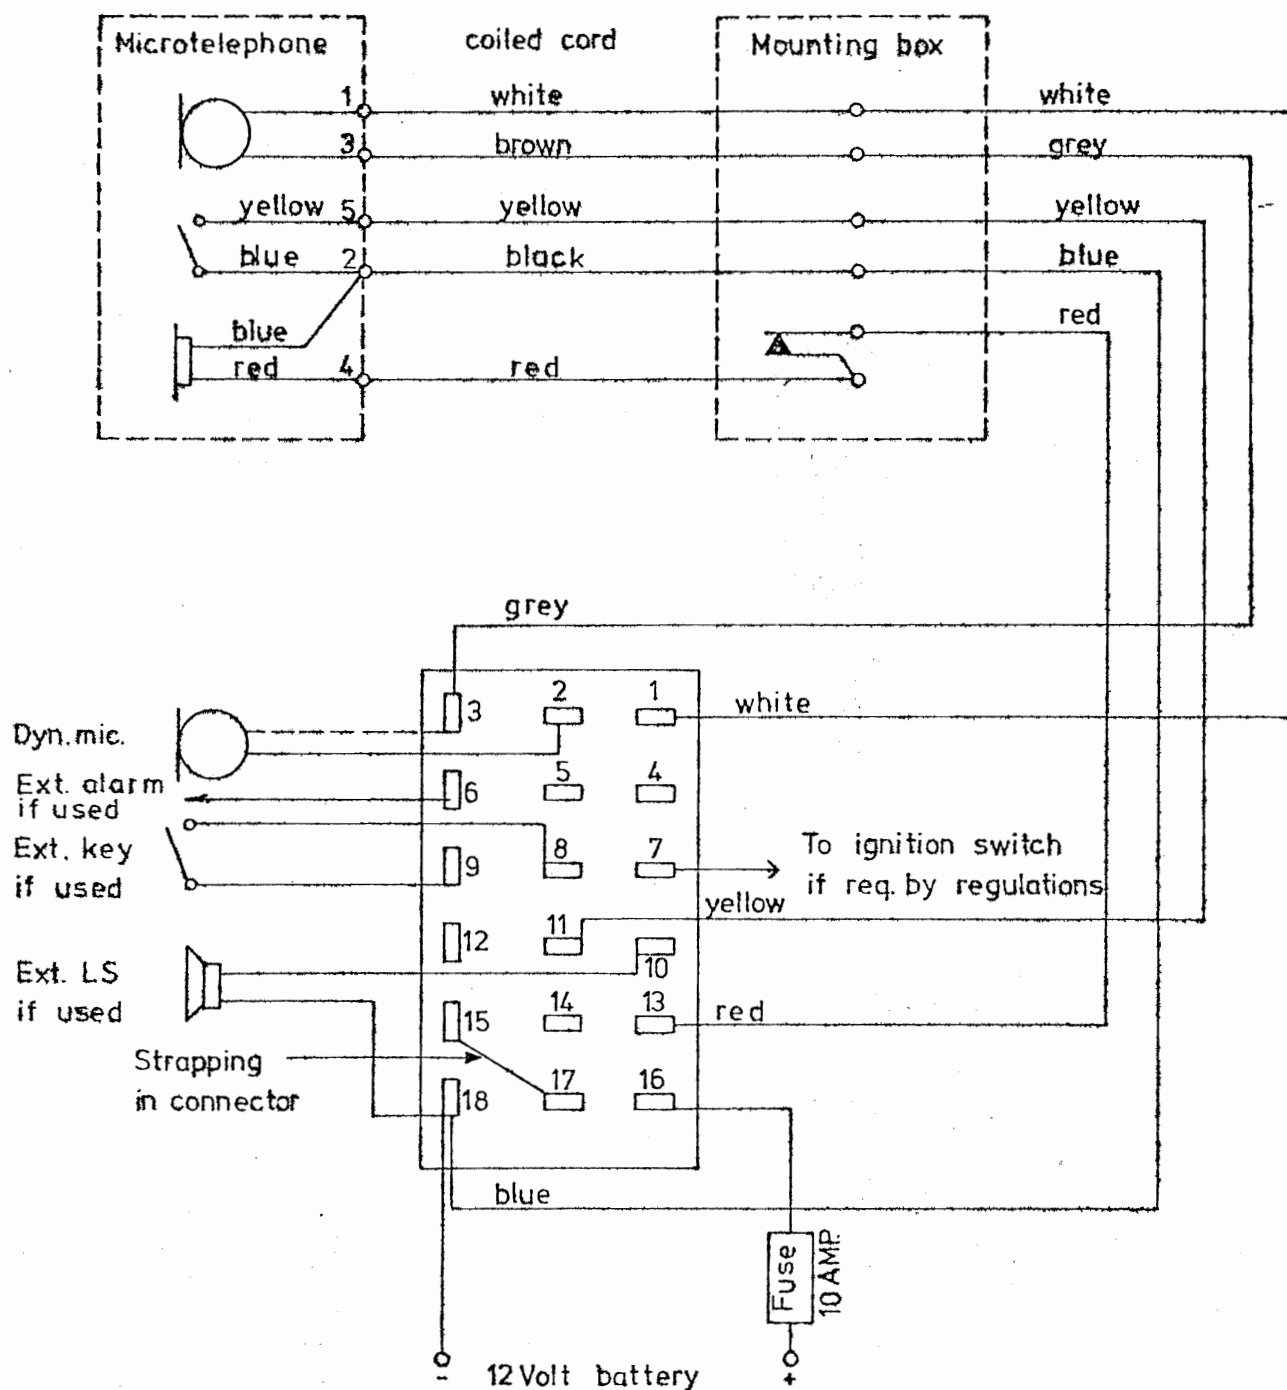 Microtelephone
coiled cord
Mounting box
1
white
white
3
brown
grey
yellow
5
yellow
yellow
blue
2
black
blue
blue
red
red
4
red
grey
3
2
1
white
Dyn. mic.
Ext. alarm
if used
6
5
4
Ext. key
if used
9
8
7
To ignition switch
if req. by regulations
yellow
12
11
10
Ext. LS
if used
15
14
13
red
Strapping
in connector
18
17
16
blue
Fuse
10 AMP.
-
12 Volt battery
+